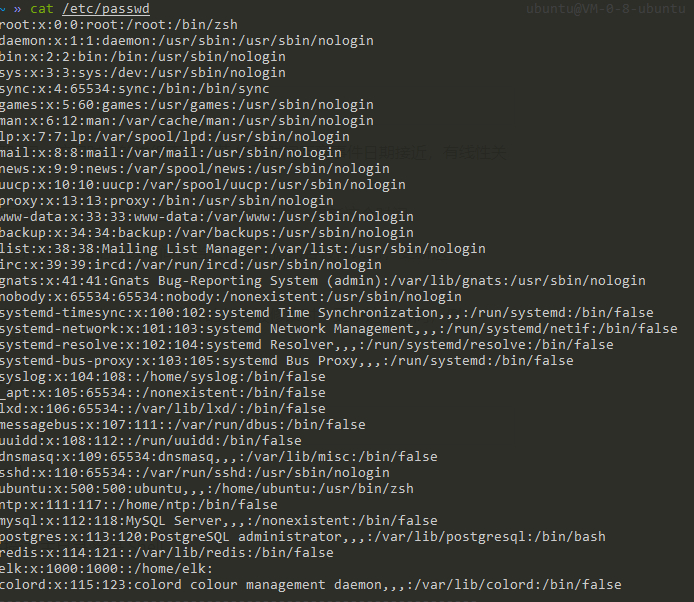 ~ » cat /etc/passwd ubuntu@VM-0-8-ubuntu
root:x:0:0:root:/root:/bin/zsh
daemon:x:1:1:daemon:/usr/sbin:/usr/sbin/nologin
bin:x:2:2:bin:/bin:/usr/sbin/nologin
sys:x:3:3:sys:/dev:/usr/sbin/nologin
sync:x:4:65534:sync:/bin:/bin/sync
games:x:5:60:games:/usr/games:/usr/sbin/nologin
man:x:6:12:man:/var/cache/man:/usr/sbin/nologin
lp:x:7:7:lp:/var/spool/lpd:/usr/sbin/nologin
mail:x:8:8:mail:/var/mail:/usr/sbin/nologin
news:x:9:9:news:/var/spool/news:/usr/sbin/nologin
uucp:x:10:10:uucp:/var/spool/uucp:/usr/sbin/nologin
proxy:x:13:13:proxy:/bin:/usr/sbin/nologin
www-data:x:33:33:www-data:/var/www:/usr/sbin/nologin
backup:x:34:34:backup:/var/backups:/usr/sbin/nologin
list:x:38:38:Mailing List Manager:/var/list:/usr/sbin/nologin
irc:x:39:39:ircd:/var/run/ircd:/usr/sbin/nologin
gnats:x:41:41:Gnats Bug-Reporting System (admin):/var/lib/gnats:/usr/sbin/nologin
nobody:x:65534:65534:nobody:/nonexistent:/usr/sbin/nologin
systemd-timesync:x:100:102:systemd Time Synchronization,,,:/run/systemd:/bin/false
systemd-network:x:101:103:systemd Network Management,,,:/run/systemd/netif:/bin/false
systemd-resolve:x:102:104:systemd Resolver,,,:/run/systemd/resolve:/bin/false
systemd-bus-proxy:x:103:105:systemd Bus Proxy,,,:/run/systemd:/bin/false
syslog:x:104:108::/home/syslog:/bin/false
_apt:x:105:65534::/nonexistent:/bin/false
lxd:x:106:65534::/var/lib/lxd/:/bin/false
messagebus:x:107:111::/var/run/dbus:/bin/false
uuidd:x:108:112::/run/uuidd:/bin/false
dnsmasq:x:109:65534:dnsmasq,,,:/var/lib/misc:/bin/false
sshd:x:110:65534::/var/run/sshd:/usr/sbin/nologin
ubuntu:x:500:500:ubuntu,,,:/home/ubuntu:/usr/bin/zsh
ntp:x:111:117::/home/ntp:/bin/false
mysql:x:112:118:MySQL Server,,,:/nonexistent:/bin/false
postgres:x:113:120:PostgreSQL administrator,,,:/var/lib/postgresql:/bin/bash
redis:x:114:121::/var/lib/redis:/bin/false
elk:x:1000:1000::/home/elk:
colord:x:115:123:colord colour management daemon,,,:/var/lib/colord:/bin/false